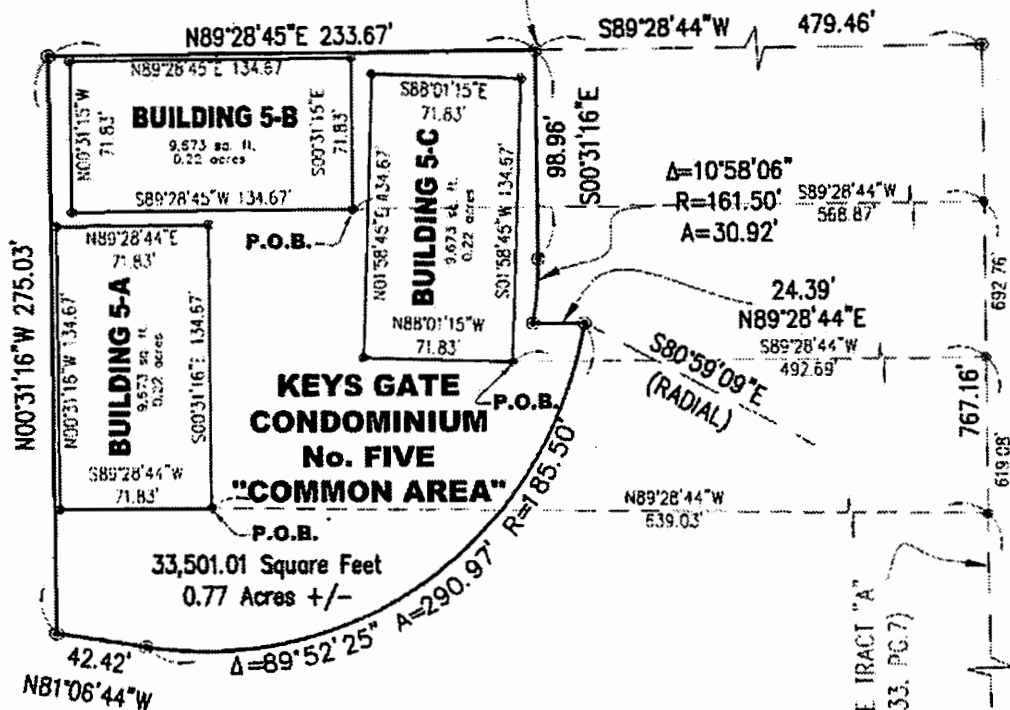 N89°28'45"E 233.67'
S89°28'44"W 479.46'
N89°28'45"E 134.67
BUILDING 5-B
9,673 sq. ft.
0.22 acres
N00°31'15"W
71.83'
S00°31'15"E
71.83'
S89°28'45"W 134.67'
P.O.B.
S88°01'15"E
71.83'
BUILDING 5-C
9,673 sq. ft.
0.22 acres
N01°58'45"E 134.67'
S01°58'45"W 134.67'
N88°01'15"W
71.83'
P.O.B.
98.96'
S00°31'16"E
Δ=10°58'06"
R=161.50'
A=30.92'
S89°28'44"W
568.87'
692.76'
24.39'
N89°28'44"E
S89°28'44"W
492.69'
S80°59'09"E
(RADIAL)
767.16'
619.08'
N89°28'44"E
71.83'
BUILDING 5-A
9,673 sq. ft.
0.22 acres
N00°31'16"W 134.67'
S00°31'16"E 134.67'
S89°28'44"W
71.83'
P.O.B.
N00°31'16"W 275.03'
KEYS GATE
CONDOMINIUM
No. FIVE
"COMMON AREA"
33,501.01 Square Feet
0.77 Acres +/-
N89°28'44"W
639.03'
Δ=89°52'25" A=290.97' R=185.50'
42.42'
N81°06'44"W
E TRACT "A"
33. PG.7)